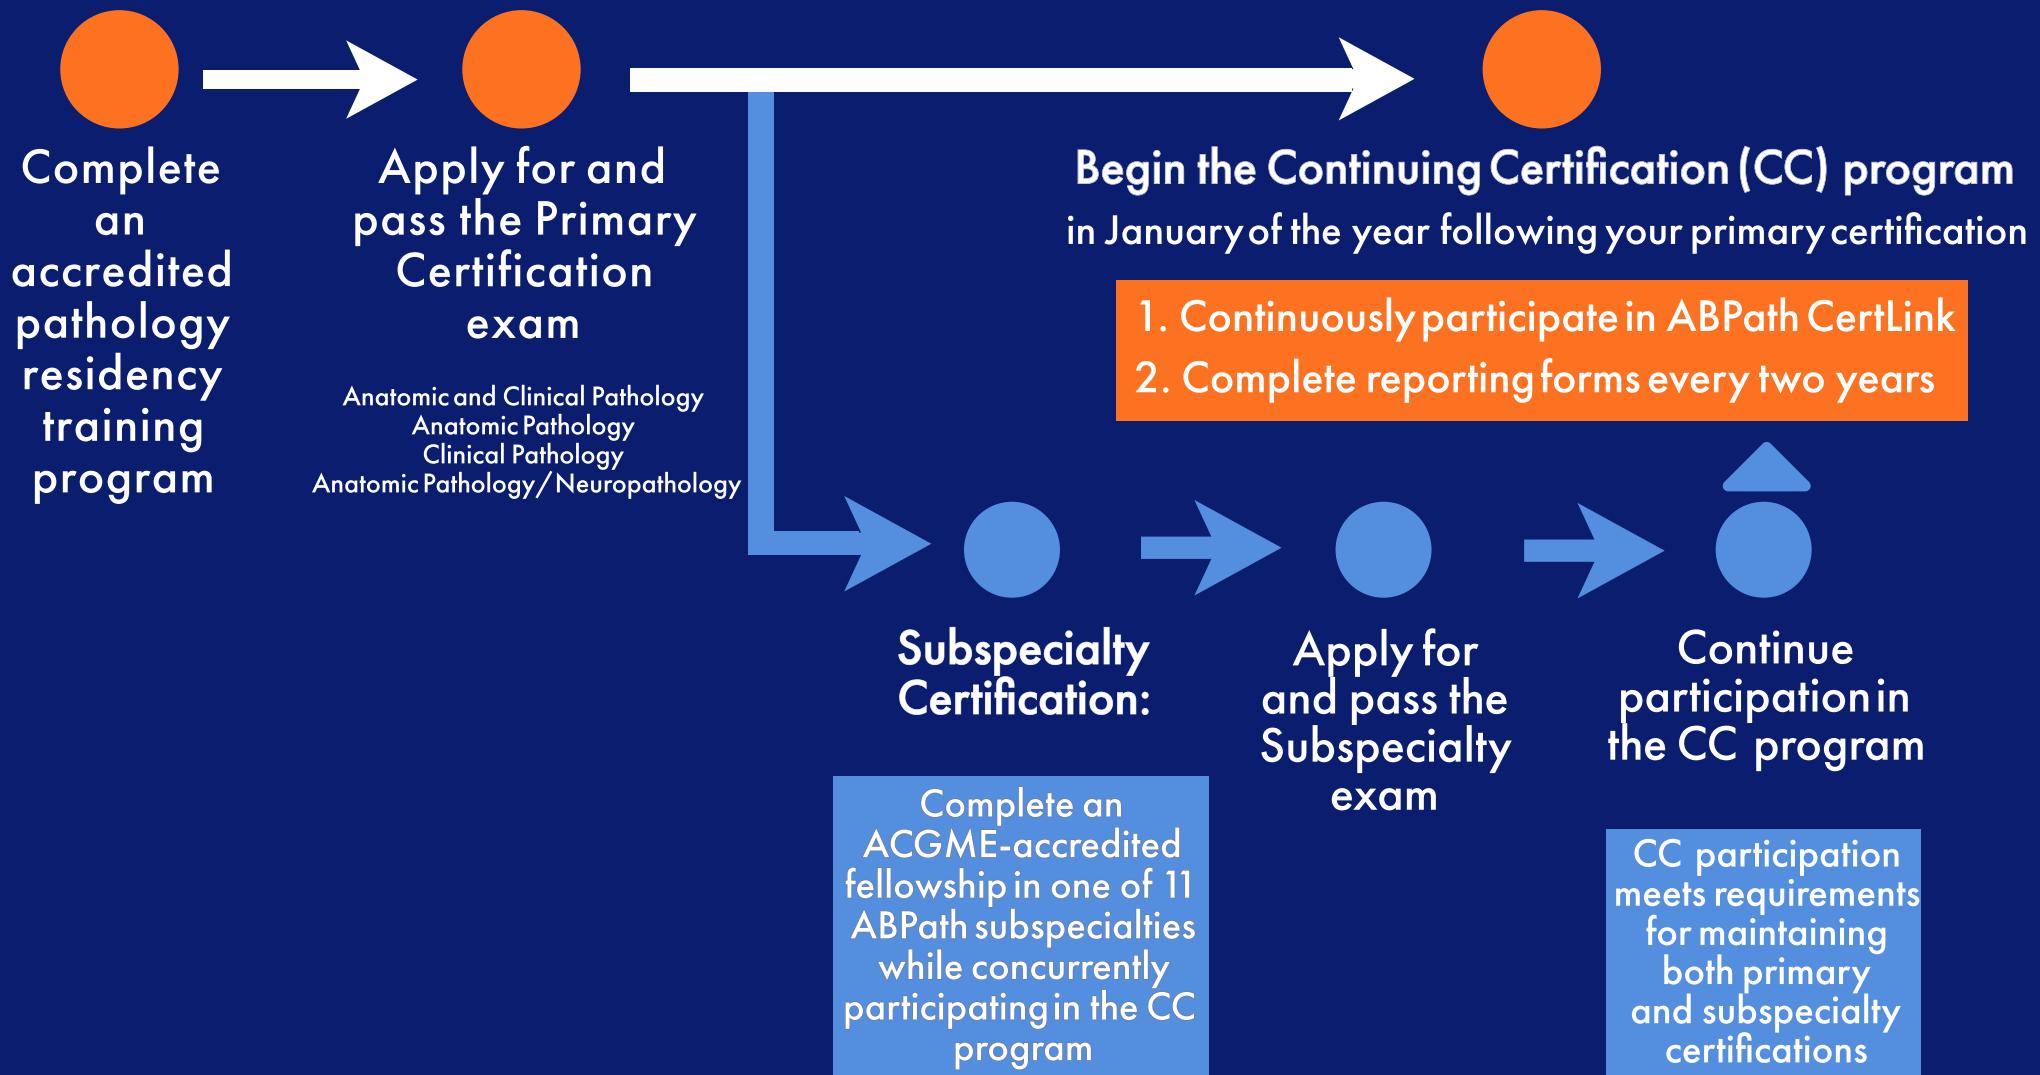 Complete
an
accredited
pathology
residency
training
program
Apply for and
pass the Primary
Certification
exam
Anatomic and Clinical Pathology
Anatomic Pathology
Clinical Pathology
Anatomic Pathology/Neuropathology
Begin the Continuing Certification (CC) program
in January of the year following your primary certification
1. Continuously participate in ABPath CertLink
2. Complete reporting forms every two years
Subspecialty
Certification:
Complete an
ACGME-accredited
fellowship in one of 11
ABPath subspecialties
while concurrently
participating in the CC
program
Apply for
and pass the
Subspecialty
exam
Continue
participation in
the CC program
CC participation
meets requirements
for maintaining
both primary
and subspecialty
certifications